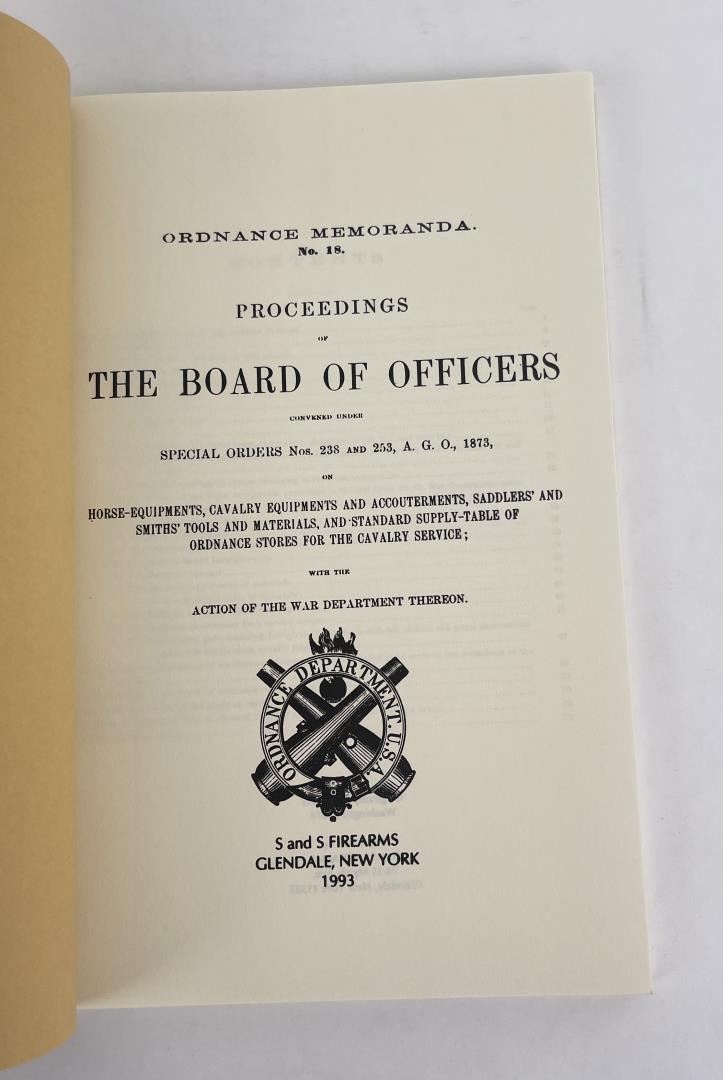 ORDNANCE MEMORANDA.
No. 18.
PROCEEDINGS
OF
THE BOARD OF OFFICERS
CONVENED UNDER
SPECIAL ORDERS Nos. 238 AND 253, A. G. O., 1873,
ON
HORSE-EQUIPMENTS, CAVALRY EQUIPMENTS AND ACCOUTERMENTS, SADDLERS' AND
SMITHS' TOOLS AND MATERIALS, AND STANDARD SUPPLY-TABLE OF
ORDNANCE STORES FOR THE CAVALRY SERVICE;
WITH THE
ACTION OF THE WAR DEPARTMENT THEREON.
ORDNANCE DEPARTMENT. U.S.A.
S and S FIREARMS
GLENDALE, NEW YORK
1993